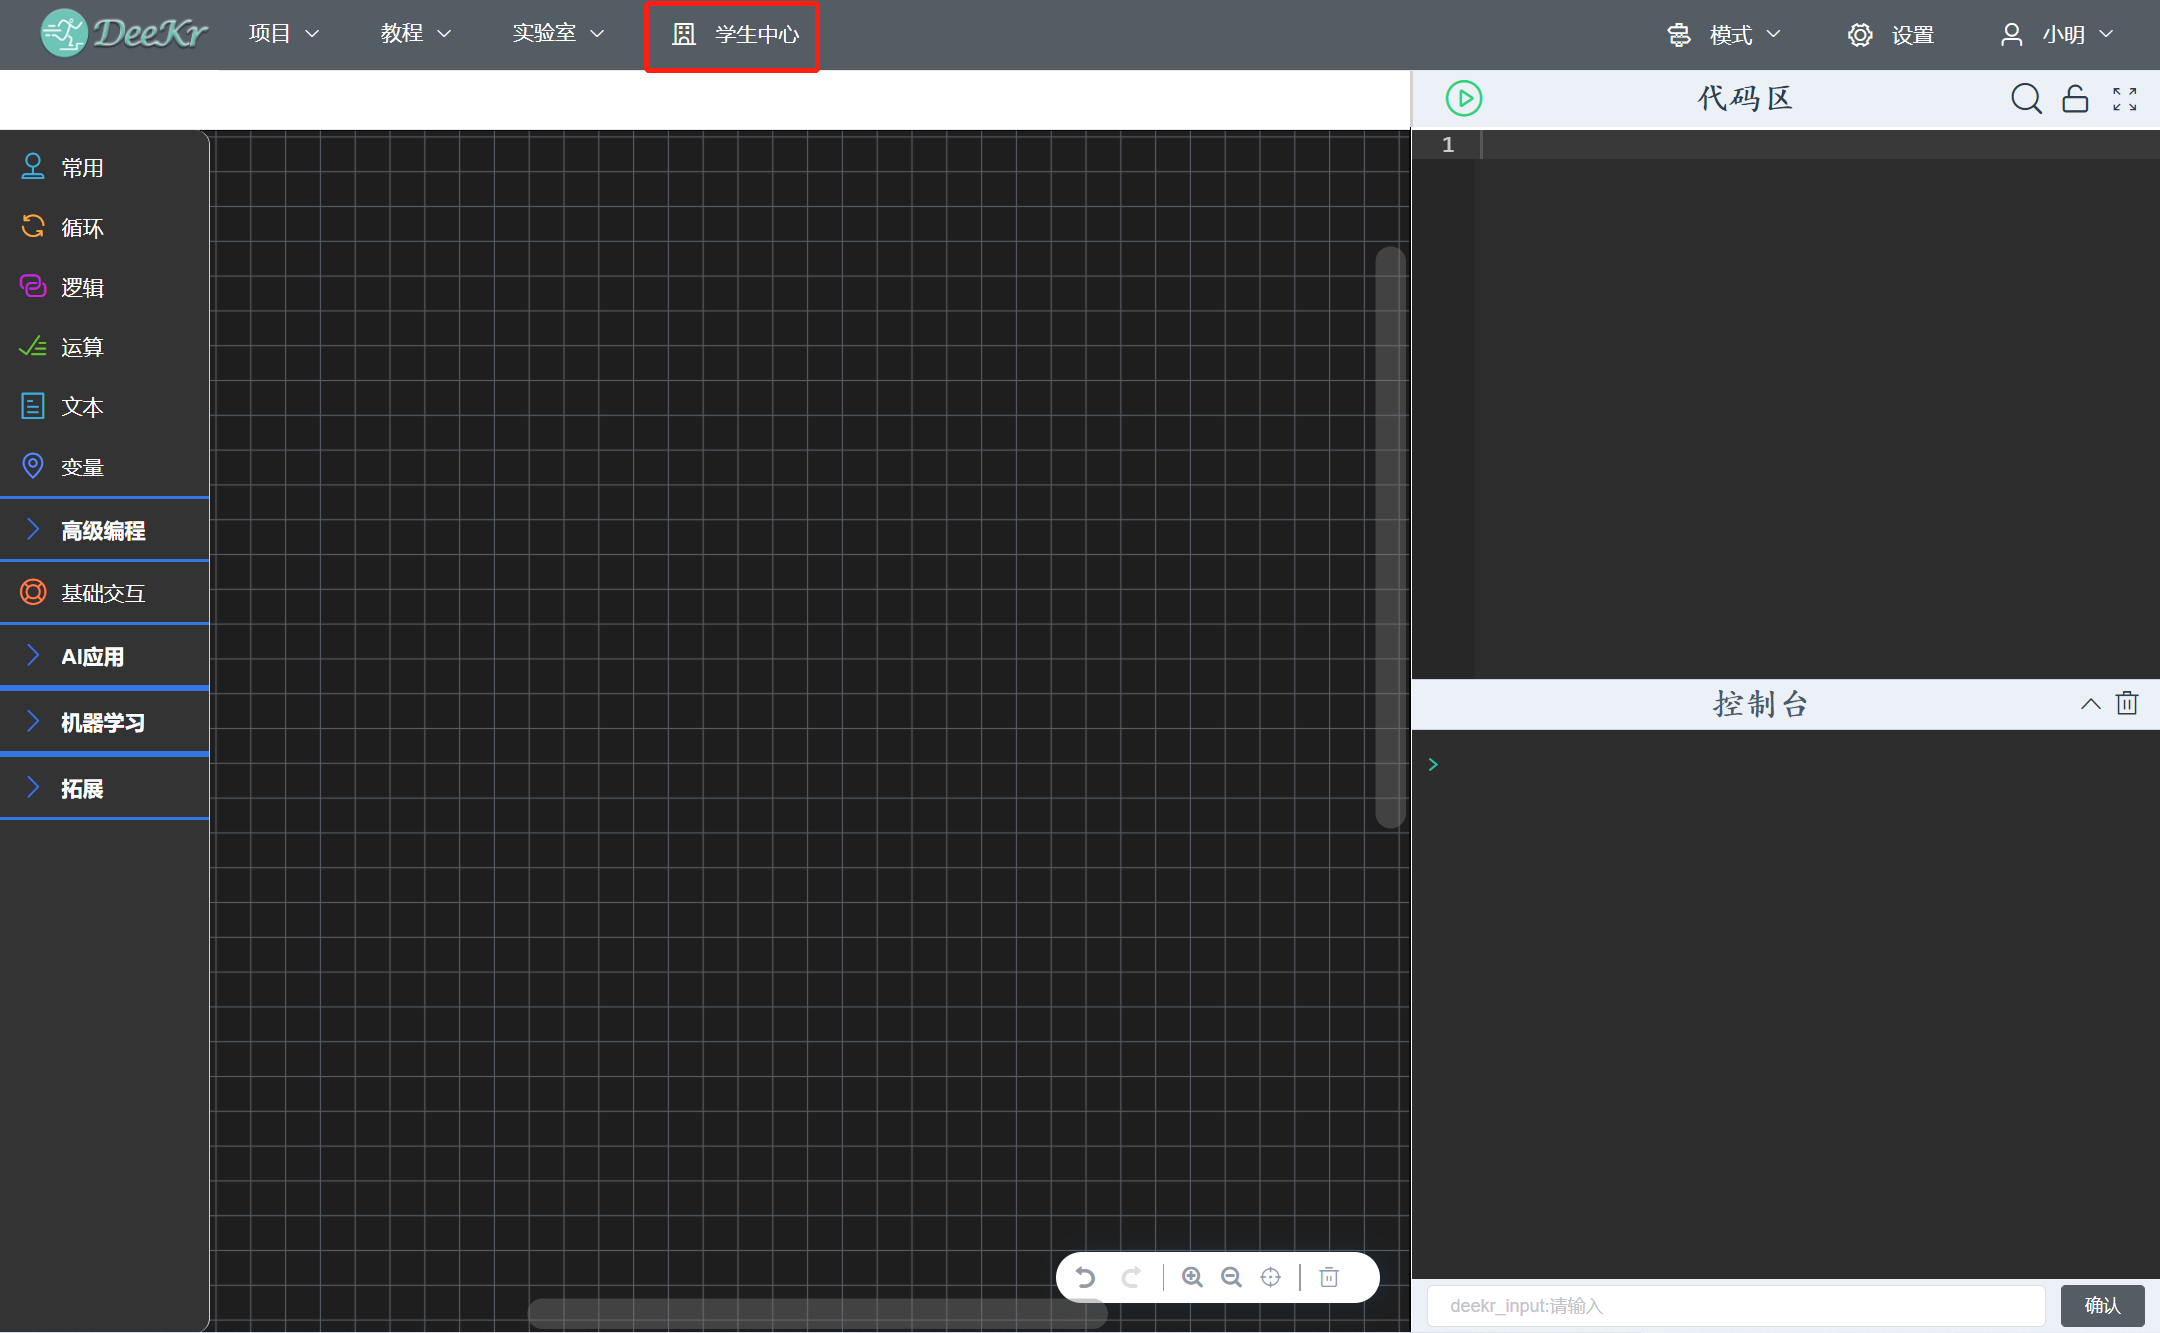 DeeKr 项目 教程 实验室 学生中心 模式 设置 小明
代码区
1
常用
循环
逻辑
运算
文本
变量
高级编程
基础交互
AI应用
机器学习
拓展
控制台
>
deekr_input:请输入 确认